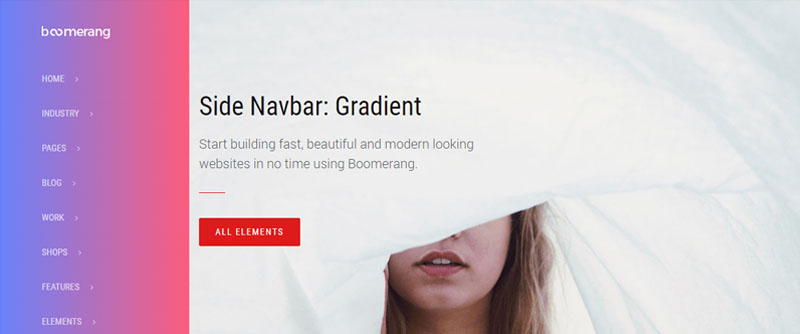 boomerang
HOME
INDUSTRY
PAGES
BLOG
WORK
SHOPS
FEATURES
ELEMENTS
Side Navbar: Gradient
Start building fast, beautiful and modern looking
websites in no time using Boomerang.
ALL ELEMENTS